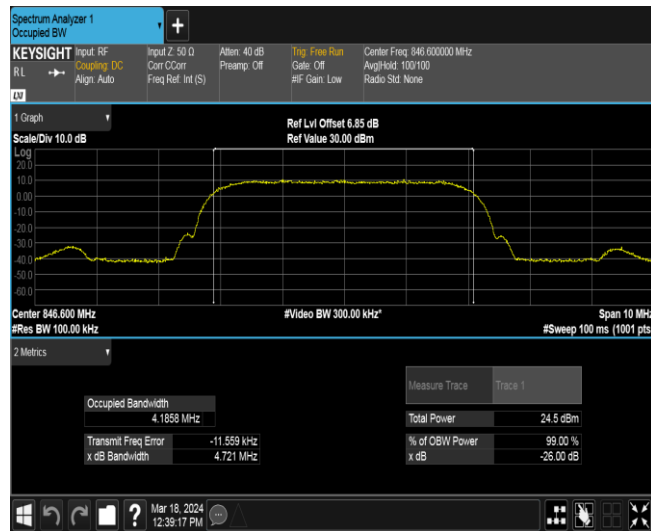 Spectrum Analyzer 1
Occupied BW
KEYSIGHT
RL
LXI
Input: RF
Coupling: DC
Align: Auto
Input Z: 50 Ω
Corr CCorr
Freq Ref: Int (S)
Atten: 40 dB
Preamp: Off
Trig: Free Run
Gate: Off
#IF Gain: Low
Center Freq: 846.600000 MHz
Avg|Hold: 100/100
Radio Std: None
1 Graph
Scale/Div 10.0 dB
Ref Lvl Offset 6.85 dB
Ref Value 30.00 dBm
Log
20.0
10.0
0.00
-10.0
-20.0
-30.0
-40.0
-50.0
-60.0
Center 846.600 MHz
#Video BW 300.00 kHz*
Span 10 MHz
#Res BW 100.00 kHz
#Sweep 100 ms (1001 pts
2 Metrics
Measure Trace
Trace 1
Occupied Bandwidth
4.1858 MHz
Total Power 24.5 dBm
Transmit Freq Error -11.559 kHz
% of OBW Power 99.00 %
x dB Bandwidth 4.721 MHz
x dB -26.00 dB
?
Mar 18, 2024
12:39:17 PM